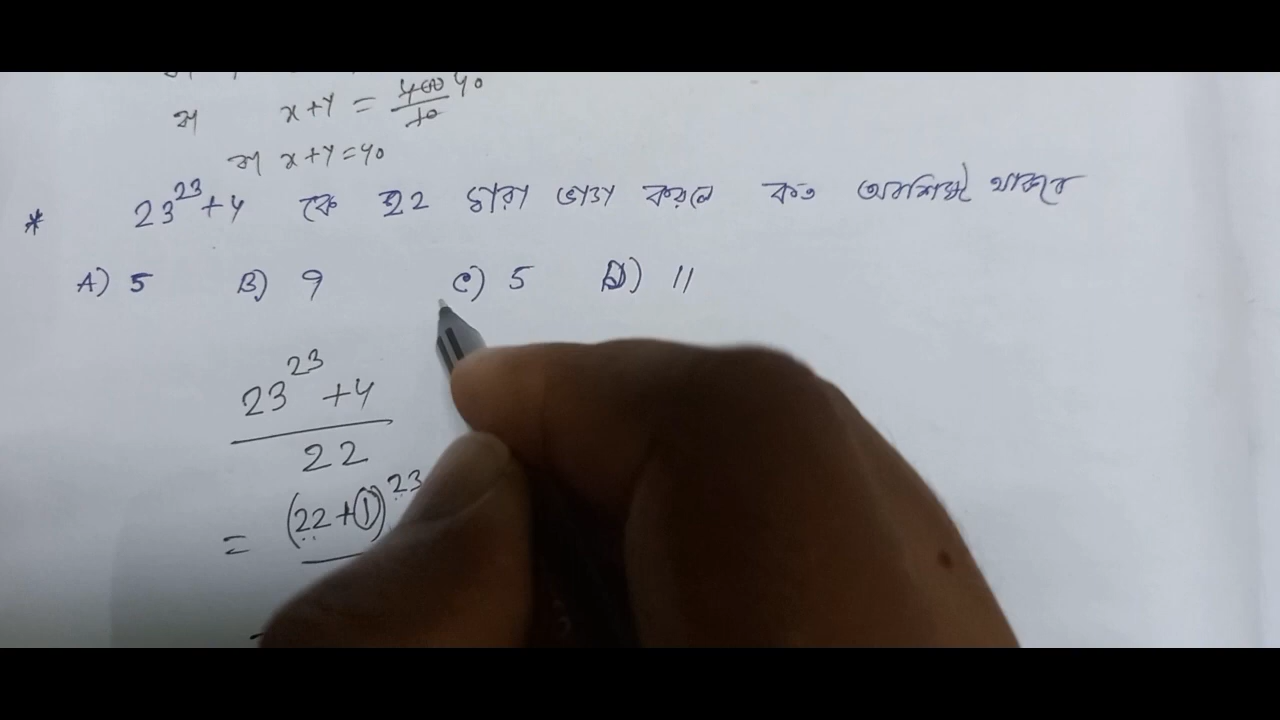 বা x+y = 400 40 / 10
বা x+y=40
* 23^23+4 কে 22 দ্বারা ভাগ করলে কত অবশিষ্ট থাকবে
A) 5 B) 9 C) 5 D) 11
23^23 +4
22
= (22+1)^23